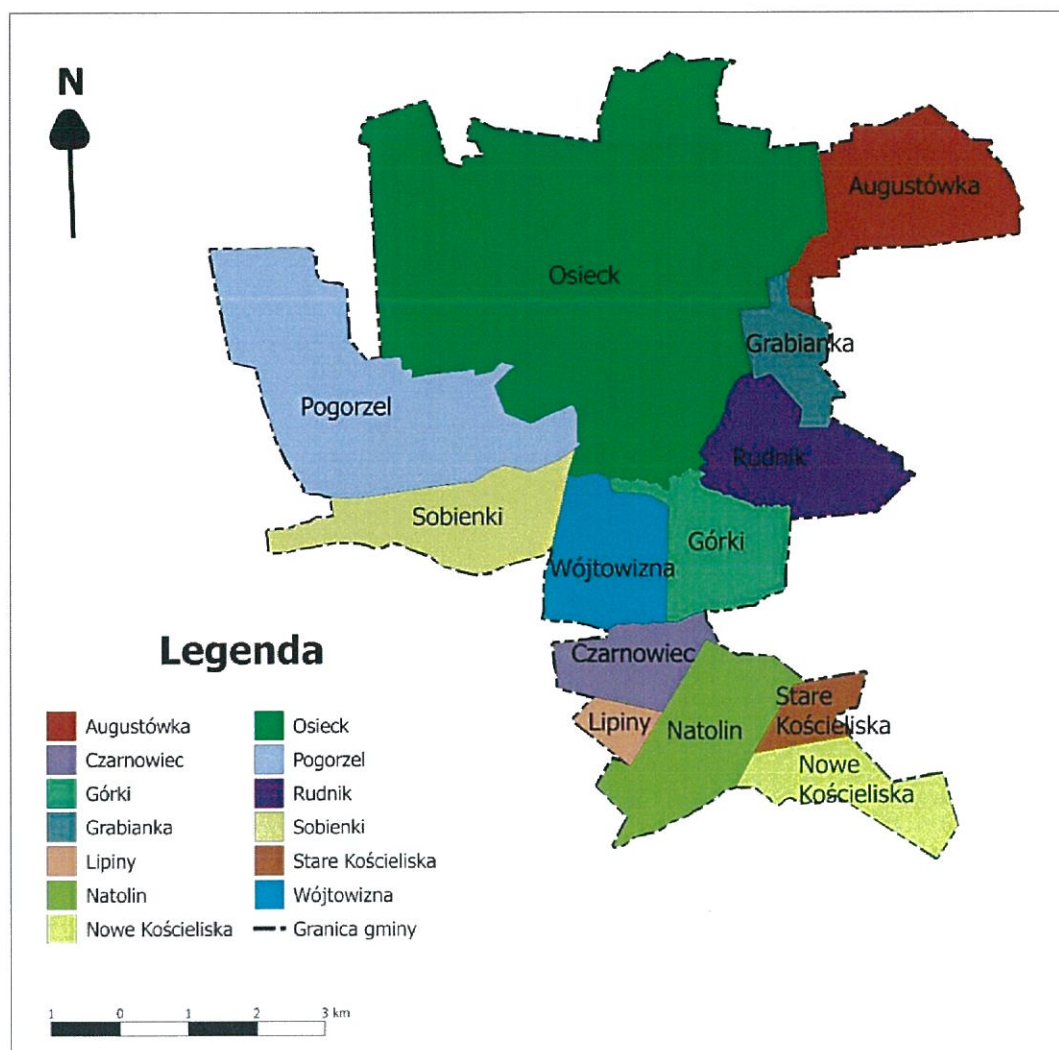 N
Augustówka
Osieck
Grabianka
Pogorzel
Rudnik
Sobienki
Górki
Wójtowizna
Czarnowiec
Stare
Kościeliska
Lipiny
Natolin
Nowe
Kościeliska
Legenda
Augustówka
Czarnowiec
Górki
Grabianka
Lipiny
Natolin
Nowe Kościeliska
Osieck
Pogorzel
Rudnik
Sobienki
Stare Kościeliska
Wójtowizna
Granica gminy
1 0 1 2 3 km